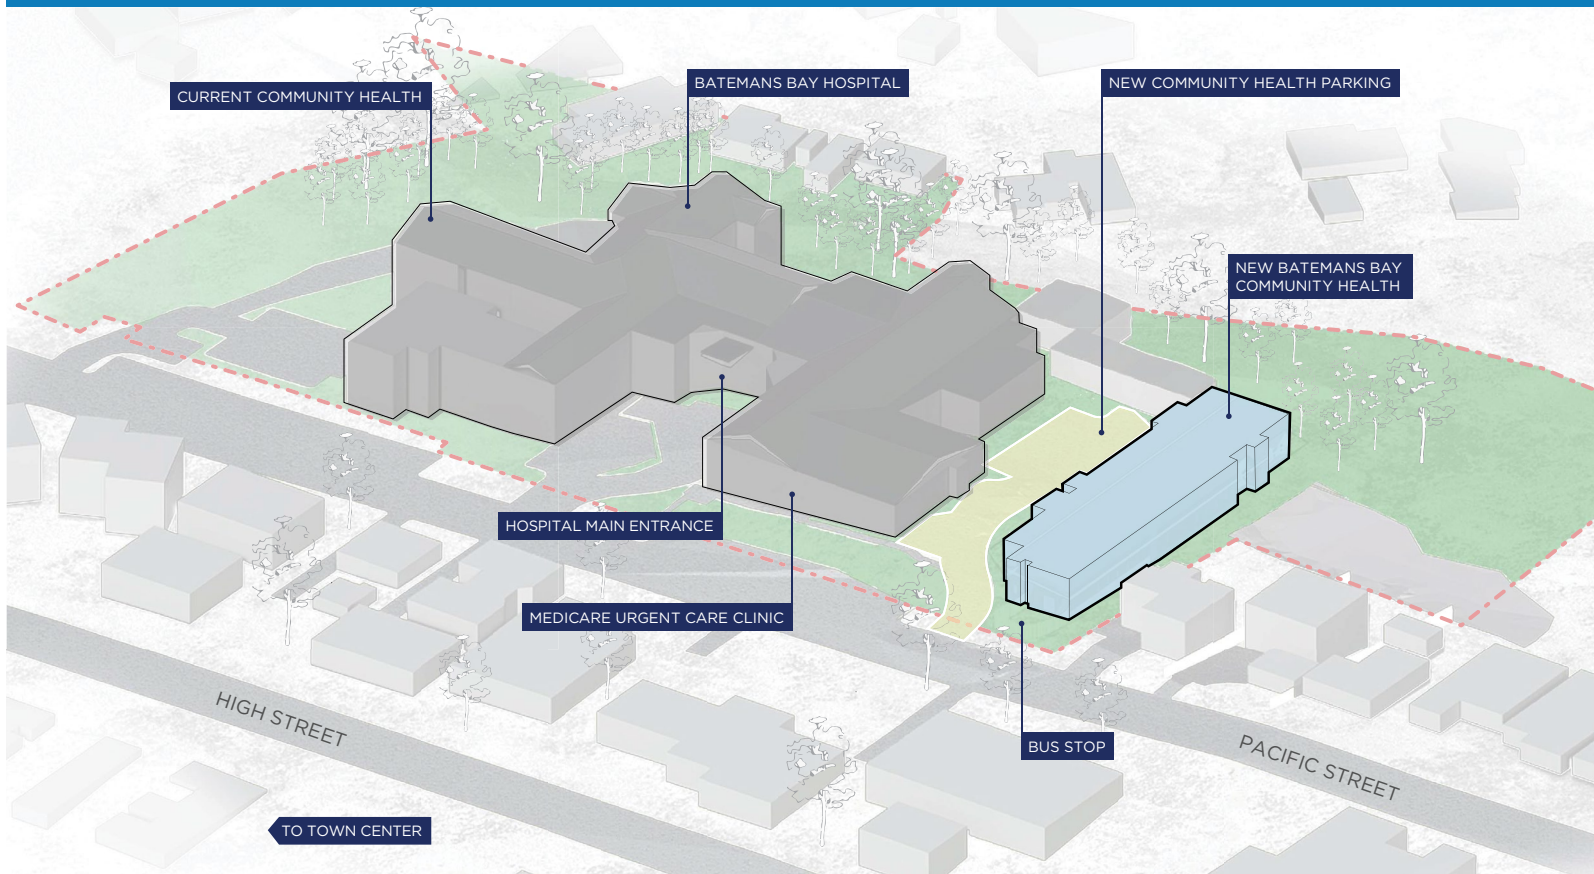 CURRENT COMMUNITY HEALTH
BATEMANS BAY HOSPITAL
NEW COMMUNITY HEALTH PARKING
NEW BATEMANS BAY
COMMUNITY HEALTH
HOSPITAL MAIN ENTRANCE
MEDICARE URGENT CARE CLINIC
HIGH STREET
BUS STOP
PACIFIC STREET
TO TOWN CENTER